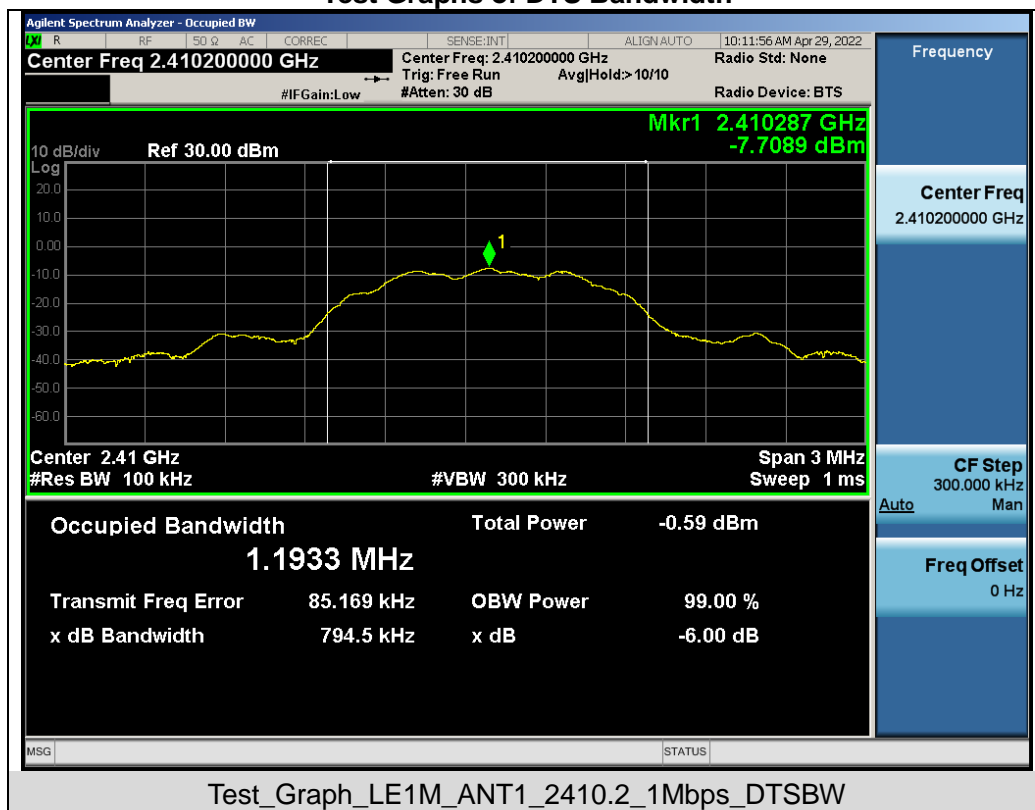 Test Graphs of DTS Bandwidth
Agilent Spectrum Analyzer - Occupied BW
LXI R RF 50 Ω AC CORREC SENSE:INT ALIGN AUTO 10:11:56 AM Apr 29, 2022
Center Freq 2.410200000 GHz
Center Freq: 2.410200000 GHz
Radio Std: None
Trig: Free Run Avg|Hold:> 10/10
#IFGain:Low
#Atten: 30 dB
Radio Device: BTS
Mkr1 2.410287 GHz
-7.7089 dBm
10 dB/div Ref 30.00 dBm
Log
20.0
10.0
0.00
-10.0
-20.0
-30.0
-40.0
-50.0
-60.0
1
Center 2.41 GHz Span 3 MHz
#Res BW 100 kHz #VBW 300 kHz Sweep 1 ms
Occupied Bandwidth Total Power -0.59 dBm
1.1933 MHz
Transmit Freq Error 85.169 kHz OBW Power 99.00 %
x dB Bandwidth 794.5 kHz x dB -6.00 dB
Frequency
Center Freq
2.410200000 GHz
CF Step
300.000 kHz
Auto Man
Freq Offset
0 Hz
MSG STATUS
Test_Graph_LE1M_ANT1_2410.2_1Mbps_DTSBW